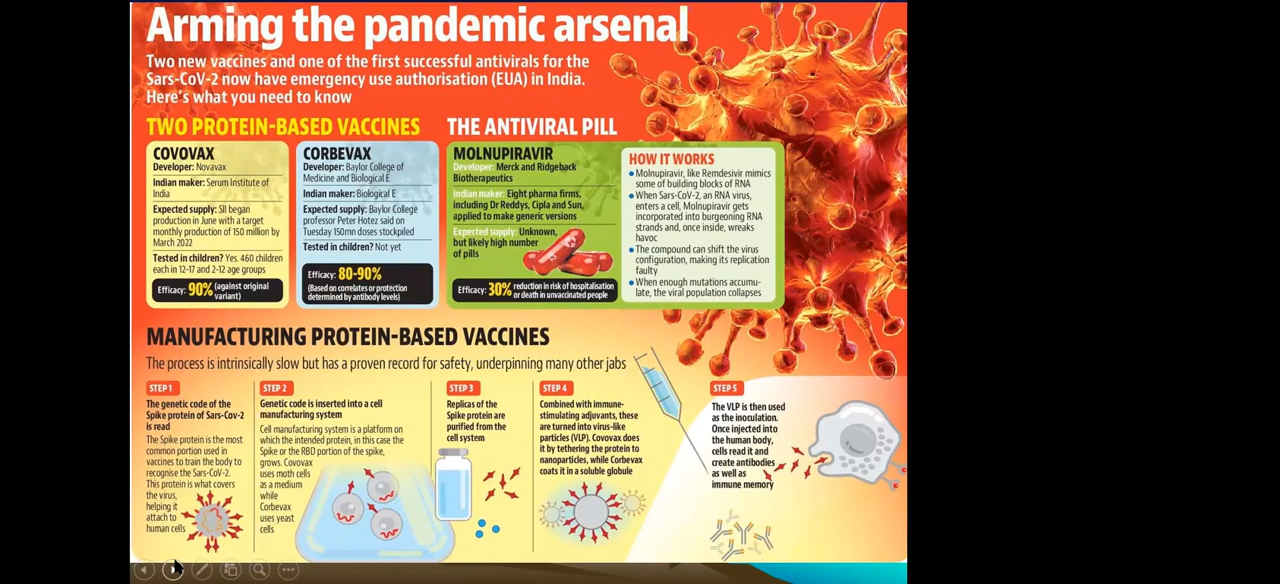 Arming the pandemic arsenal
Two new vaccines and one of the first successful antivirals for the
Sars-CoV-2 now have emergency use authorisation (EUA) in India.
Here's what you need to know
TWO PROTEIN-BASED VACCINES
COVOVAX
Developer: Novavax
Indian maker: Serum Institute of
India
Expected supply: SII began
production in June with a target
monthly production of 150 million by
March 2022
Tested in children? Yes. 460 children
each in 12-17 and 2-12 age groups
Efficacy: 90% (against original
variant)
CORBEVAX
Developer: Baylor College of
Medicine and Biological E
Indian maker: Biological E
Expected supply: Baylor College
professor Peter Hotez said on
Tuesday 150mn doses stockpiled
Tested in children? Not yet
Efficacy: 80-90%
(Based on correlates or protection
determined by antibody levels)
THE ANTIVIRAL PILL
MOLNUPIRAVIR
Developer: Merck and Ridgeback
Biotherapeutics
Indian maker: Eight pharma firms,
including Dr Reddys, Cipla and Sun,
applied to make generic versions
Expected supply: Unknown,
but likely high number
of pills
Efficacy: 30% reduction in risk of hospitalisation
or death in unvaccinated people
HOW IT WORKS
• Molnupiravir, like Remdesivir mimics
some of building blocks of RNA
• When Sars-CoV-2, an RNA virus,
enters a cell, Molnupiravir gets
incorporated into burgeoning RNA
strands and, once inside, wreaks
havoc
• The compound can shift the virus
configuration, making its replication
faulty
• When enough mutations accumu-
late, the viral population collapses
MANUFACTURING PROTEIN-BASED VACCINES
The process is intrinsically slow but has a proven record for safety, underpinning many other jabs
STEP 1
The genetic code of the
Spike protein of Sars-Cov-2
is read
The Spike protein is the most
common portion used in
vaccines to train the body to
recognise the Sars-CoV-2.
This protein is what covers
the virus,
helping it
attach to
human cells
STEP 2
Genetic code is inserted into a cell
manufacturing system
Cell manufacturing system is a platform on
which the intended protein, in this case the
Spike or the RBD portion of the spike,
grows. Covovax
uses moth cells
as a medium
while
Corbevax
uses yeast
cells
STEP 3
Replicas of the
Spike protein are
purified from the
cell system
STEP 4
Combined with immune-
stimulating adjuvants, these
are turned into virus-like
particles (VLP). Covovax does
it by tethering the protein to
nanoparticles, while Corbevax
coats it in a soluble globule
STEP 5
The VLP is then used
as the inoculation.
Once injected into
the human body,
cells read it and
create antibodies
as well as
immune memory